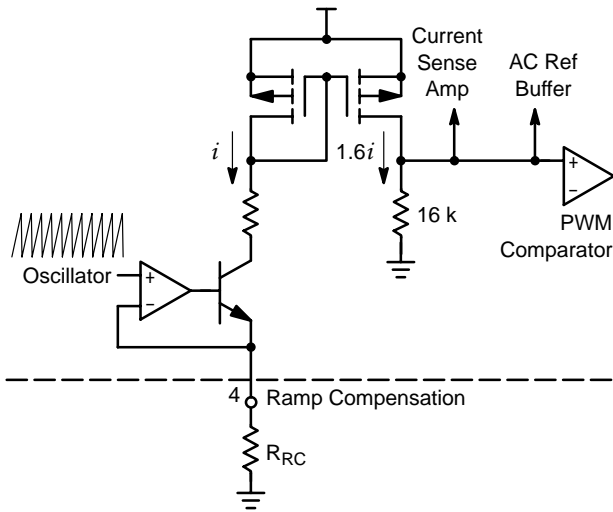 Current
Sense
Amp
AC Ref
Buffer
i
1.6i
+
−
16 k
PWM
Comparator
Oscillator
+
−
4
Ramp Compensation
RRC